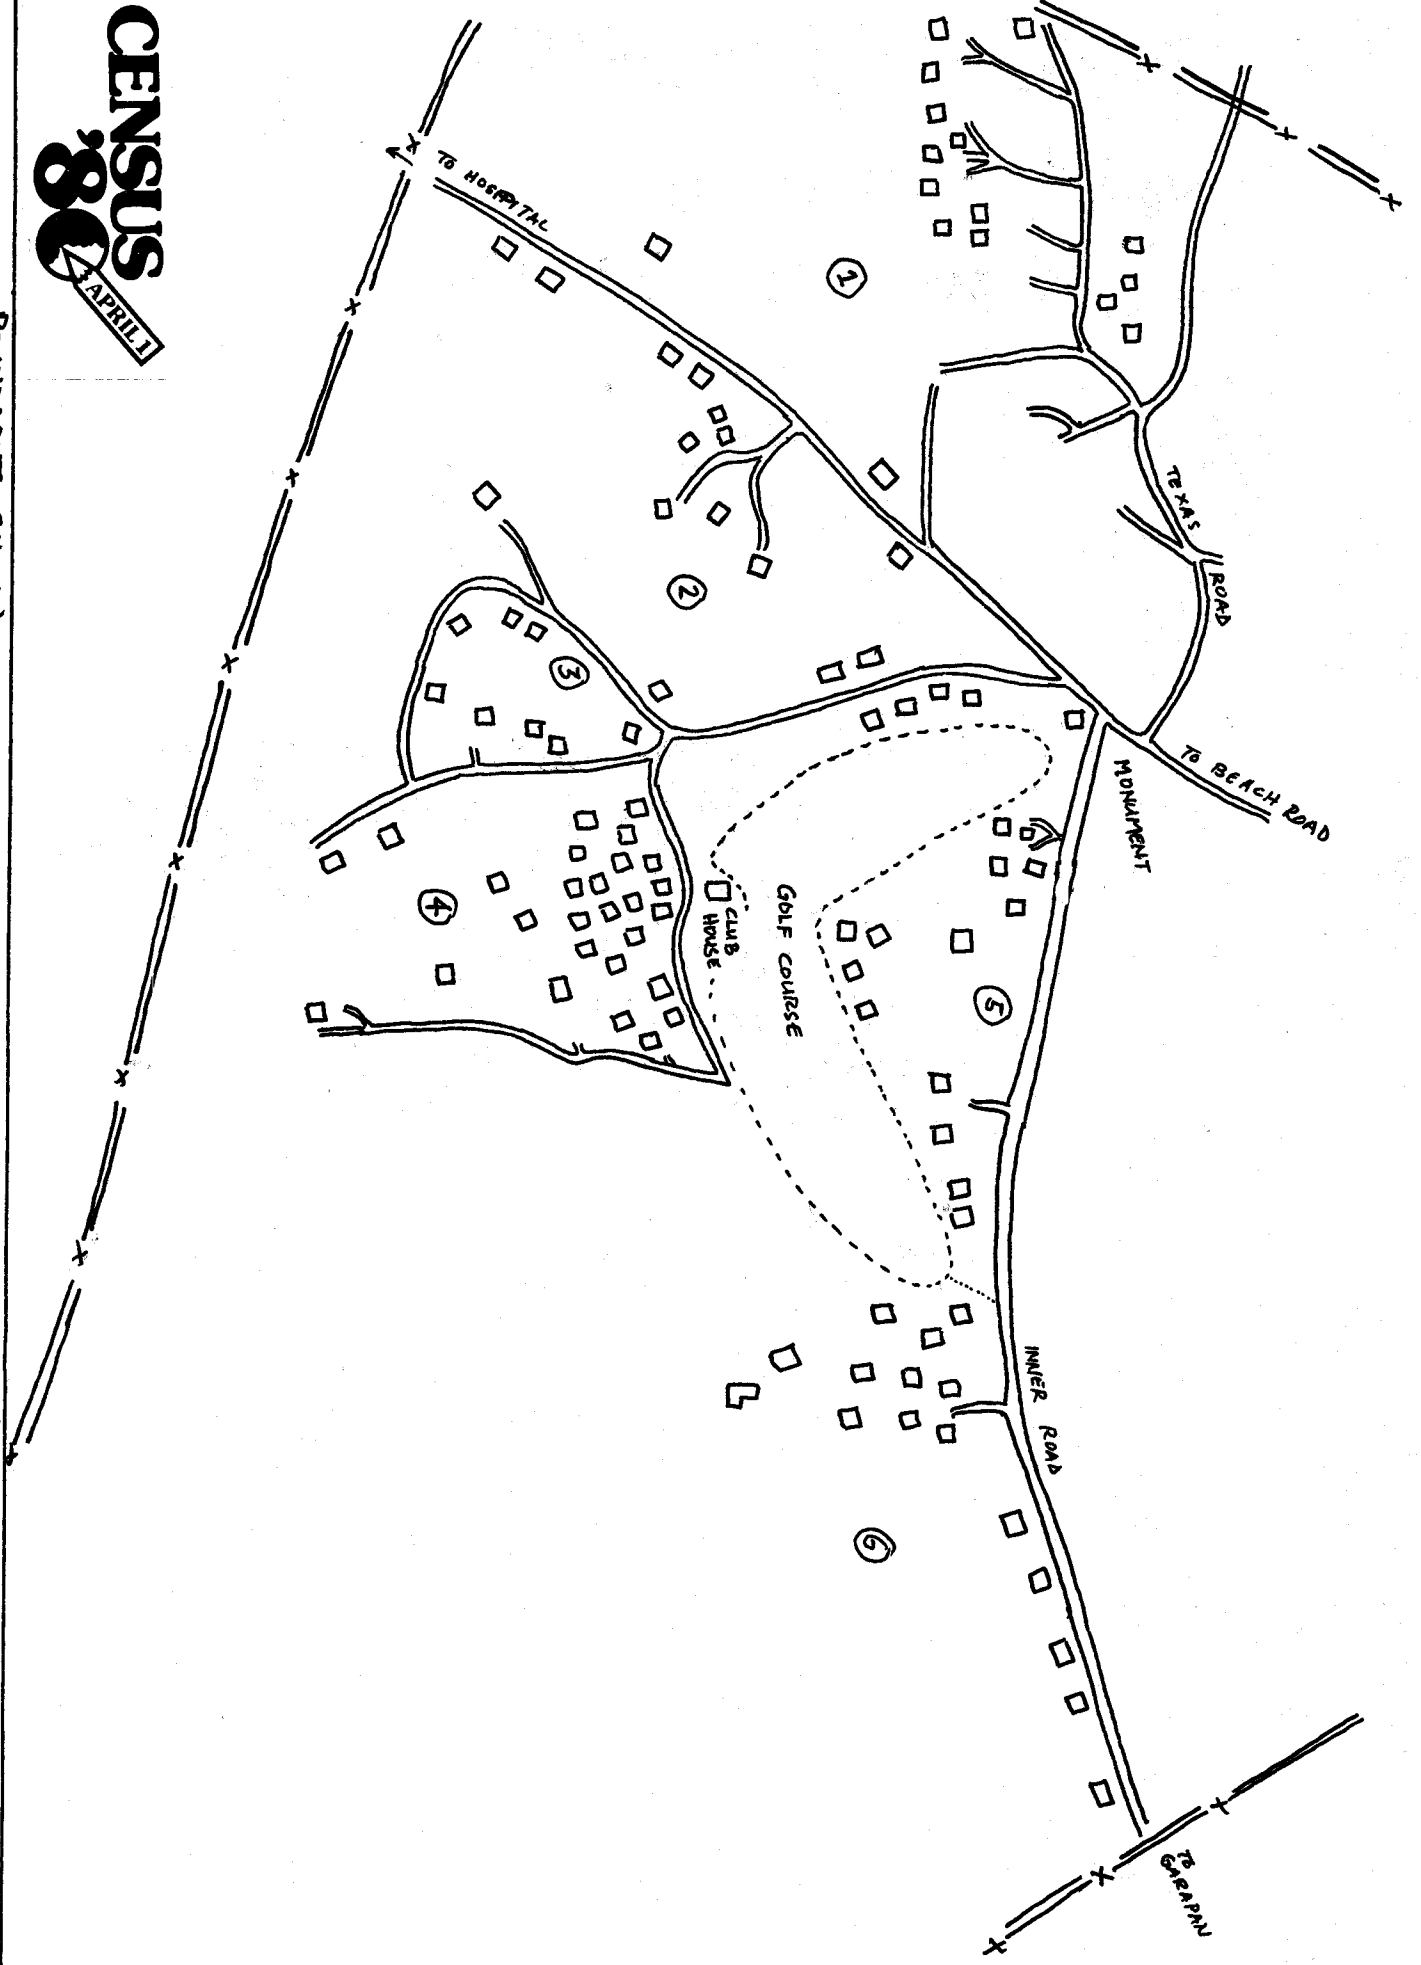 CENSUS
'80
APRIL 1
TO HOSPITAL
1
TEXAS ROAD
2
3
TO BEACH ROAD
MONUMENT
4
CLUB
HOUSE
GOLF COURSE
5
INNER ROAD
6
TO
GARAPAN